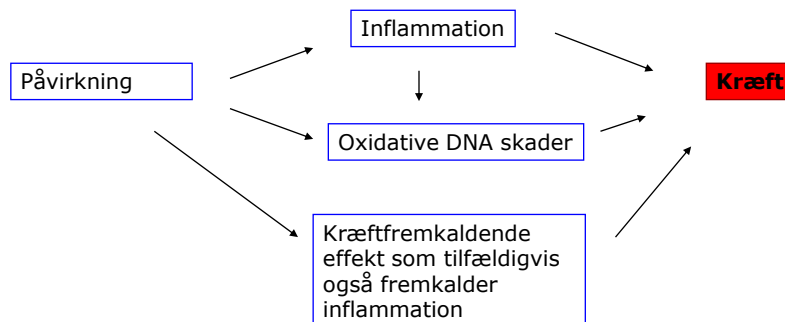 Inflammation
Påvirkning
Kræft
Oxidative DNA skader
Kræftfremkaldende
effekt som tilfældigvis
også fremkalder
inflammation